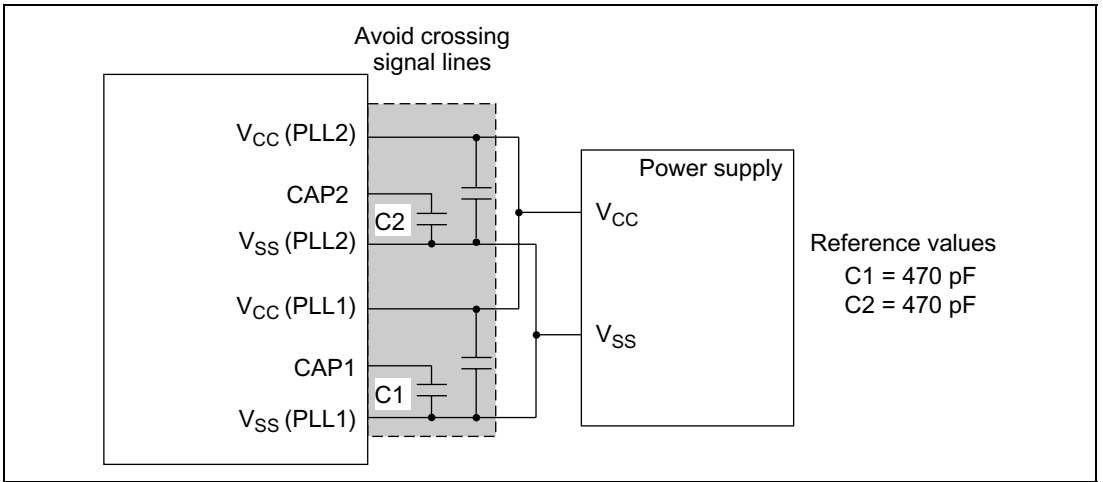 Avoid crossing
signal lines
VCC (PLL2)
CAP2
C2
VSS (PLL2)
VCC (PLL1)
CAP1
C1
VSS (PLL1)
Power supply
VCC
VSS
Reference values
C1 = 470 pF
C2 = 470 pF